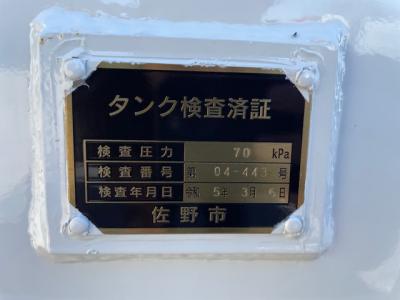 タンク検査済証
検査圧力 70 kPa
検査番号 第 04-443 号
検査年月日 令和 5年 3月 6日
佐野市